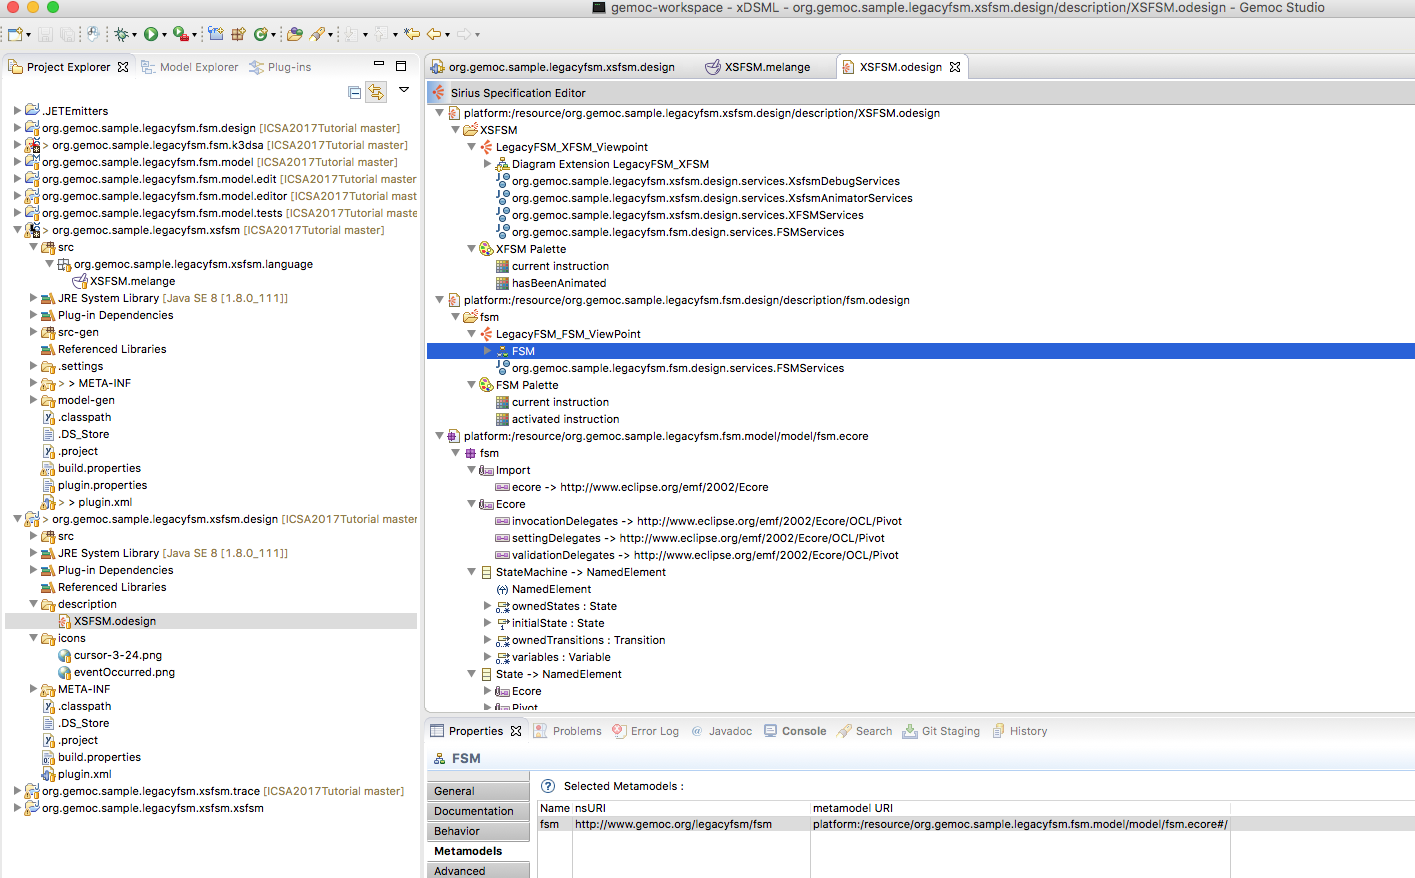 gemoc-workspace - xDSML - org.gemoc.sample.legacyfsm.xsfsm.design/description/XSFSM.odesign - Gemoc Studio
Project Explorer
Model Explorer
Plug-ins
.JETEmitters
org.gemoc.sample.legacyfsm.fsm.design [ICSA2017Tutorial master]
> org.gemoc.sample.legacyfsm.fsm.k3dsa [ICSA2017Tutorial master]
org.gemoc.sample.legacyfsm.fsm.model [ICSA2017Tutorial master]
org.gemoc.sample.legacyfsm.fsm.model.edit [ICSA2017Tutorial master
org.gemoc.sample.legacyfsm.fsm.model.editor [ICSA2017Tutorial mast
org.gemoc.sample.legacyfsm.fsm.model.tests [ICSA2017Tutorial maste
> org.gemoc.sample.legacyfsm.xsfsm [ICSA2017Tutorial master]
src
org.gemoc.sample.legacyfsm.xsfsm.language
XSFSM.melange
JRE System Library [Java SE 8 [1.8.0_111]]
Plug-in Dependencies
src-gen
Referenced Libraries
.settings
> > META-INF
model-gen
.classpath
.DS_Store
.project
build.properties
plugin.properties
> > plugin.xml
> org.gemoc.sample.legacyfsm.xsfsm.design [ICSA2017Tutorial master
src
JRE System Library [Java SE 8 [1.8.0_111]]
Plug-in Dependencies
Referenced Libraries
description
XSFSM.odesign
icons
cursor-3-24.png
eventOccurred.png
META-INF
.classpath
.DS_Store
.project
build.properties
plugin.xml
org.gemoc.sample.legacyfsm.xsfsm.trace [ICSA2017Tutorial master]
org.gemoc.sample.legacyfsm.xsfsm.xsfsm
org.gemoc.sample.legacyfsm.xsfsm.design
XSFSM.melange
XSFSM.odesign
Sirius Specification Editor
platform:/resource/org.gemoc.sample.legacyfsm.xsfsm.design/description/XSFM.odesign
XSFSM
LegacyFSM_XFSM_Viewpoint
Diagram Extension LegacyFSM_XFSM
org.gemoc.sample.legacyfsm.xsfsm.design.services.XsfsmDebugServices
org.gemoc.sample.legacyfsm.xsfsm.design.services.XsfsmAnimatorServices
org.gemoc.sample.legacyfsm.xsfsm.design.services.XFSMServices
org.gemoc.sample.legacyfsm.fsm.design.services.FSMServices
XFSM Palette
current instruction
hasBeenAnimated
platform:/resource/org.gemoc.sample.legacyfsm.fsm.design/description/fsm.odesign
fsm
LegacyFSM_FSM_ViewPoint
FSM
org.gemoc.sample.legacyfsm.fsm.design.services.FSMServices
FSM Palette
current instruction
activated instruction
platform:/resource/org.gemoc.sample.legacyfsm.fsm.model/model/fsm.ecore
fsm
Import
ecore -> http://www.eclipse.org/emf/2002/Ecore
Ecore
invocationDelegates -> http://www.eclipse.org/emf/2002/Ecore/OCL/Pivot
settingDelegates -> http://www.eclipse.org/emf/2002/Ecore/OCL/Pivot
validationDelegates -> http://www.eclipse.org/emf/2002/Ecore/OCL/Pivot
StateMachine -> NamedElement
NamedElement
ownedStates : State
initialState : State
ownedTransitions : Transition
variables : Variable
State -> NamedElement
Ecore
Pivot
Properties
Problems
Error Log
@ Javadoc
Console
Search
Git Staging
History
FSM
General
Documentation
Behavior
Metamodels
Advanced
Selected Metamodels :
Name nsURI metamodel URI
fsm http://www.gemoc.org/legacyfsm/fsm platform:/resource/org.gemoc.sample.legacyfsm.fsm.model/model/fsm.ecore#/